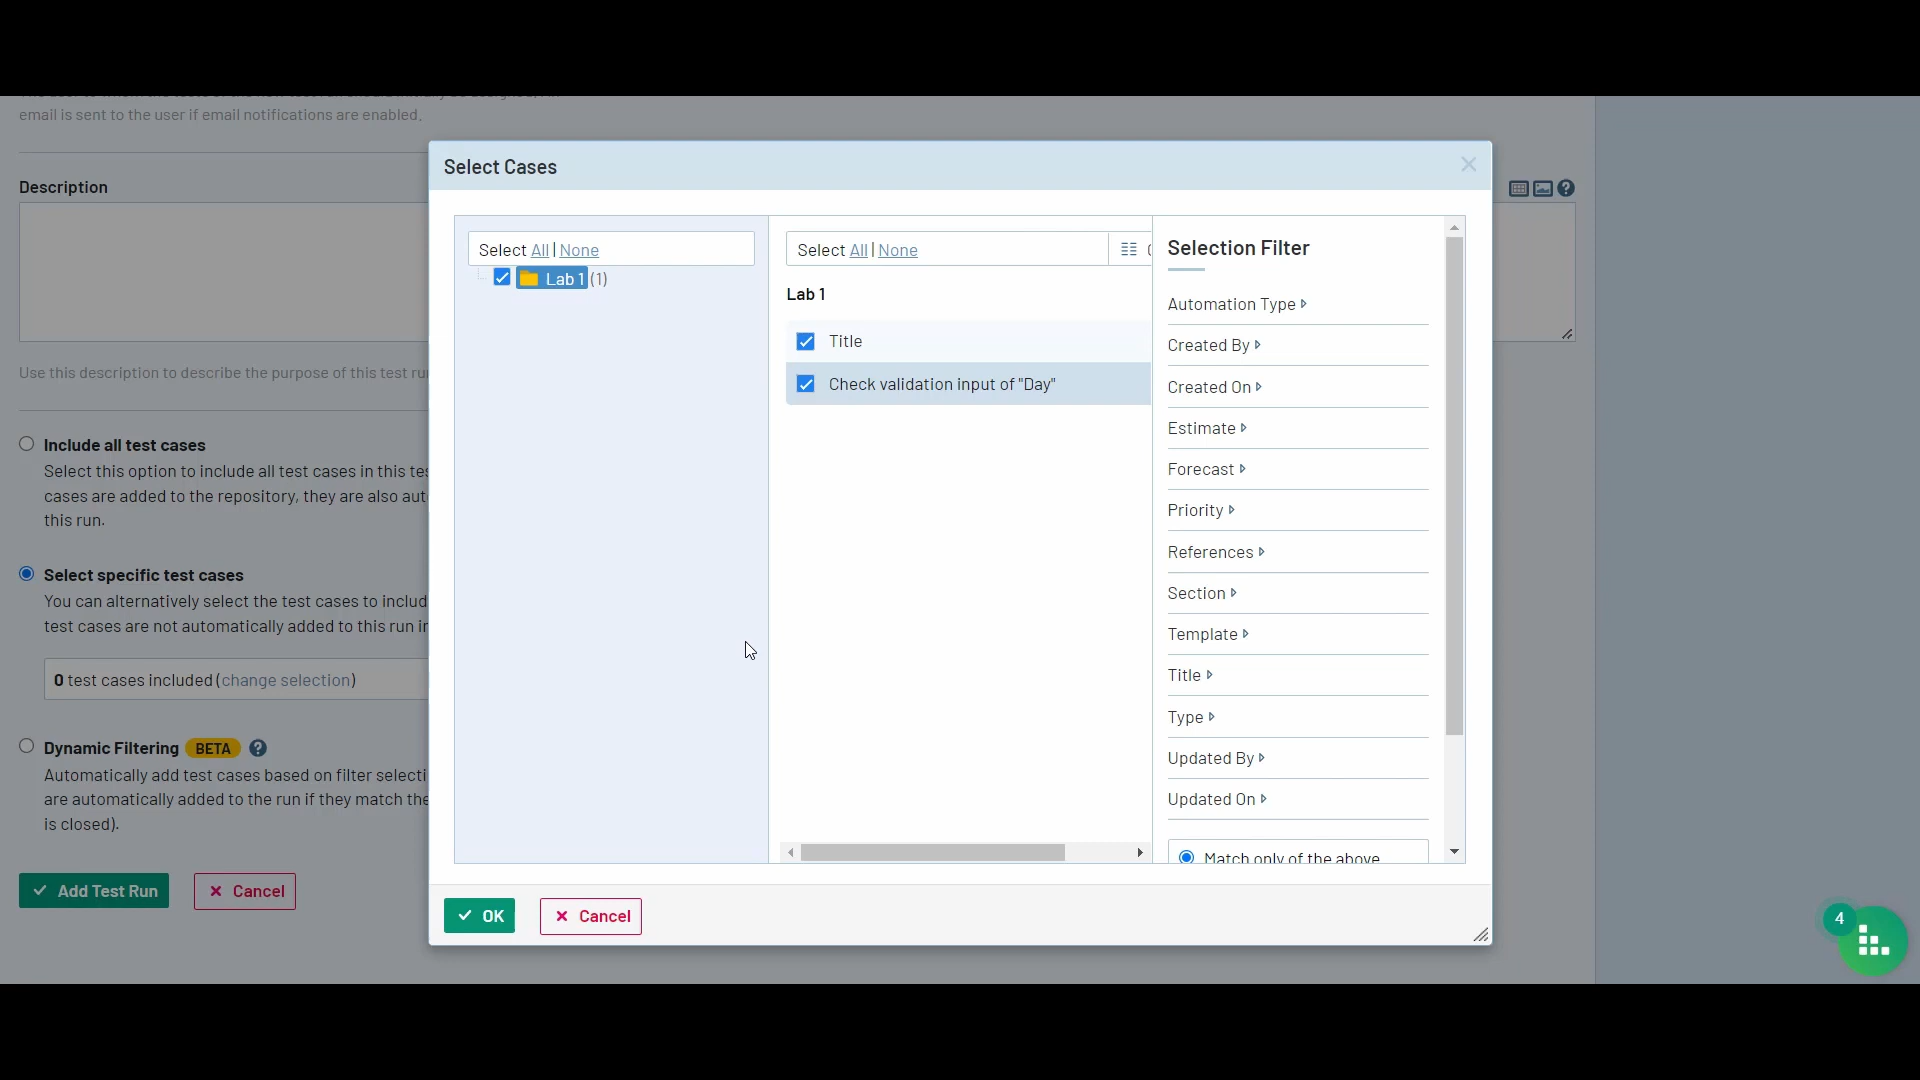 email is sent to the user if email notifications are enabled.
Description
Use this description to describe the purpose of this test
Include all test cases
Select this option to include all test cases in this
cases are added to the repository, they are also
this run.
Select specific test cases
You can alternatively select the test cases to
test cases are not automatically added to this run
0 test cases included (change selection)
Dynamic Filtering BETA ?
Automatically add test cases based on filter
are automatically added to the run if they match
is closed).
Add Test Run Cancel
Select Cases
Select All | None
Lab 1 (1)
Select All | None
Lab 1
Title
Check validation input of "Day"
Selection Filter
Automation Type
Created By
Created On
Estimate
Forecast
Priority
References
Section
Template
Title
Type
Updated By
Updated On
Match only of the above
OK Cancel
?
4